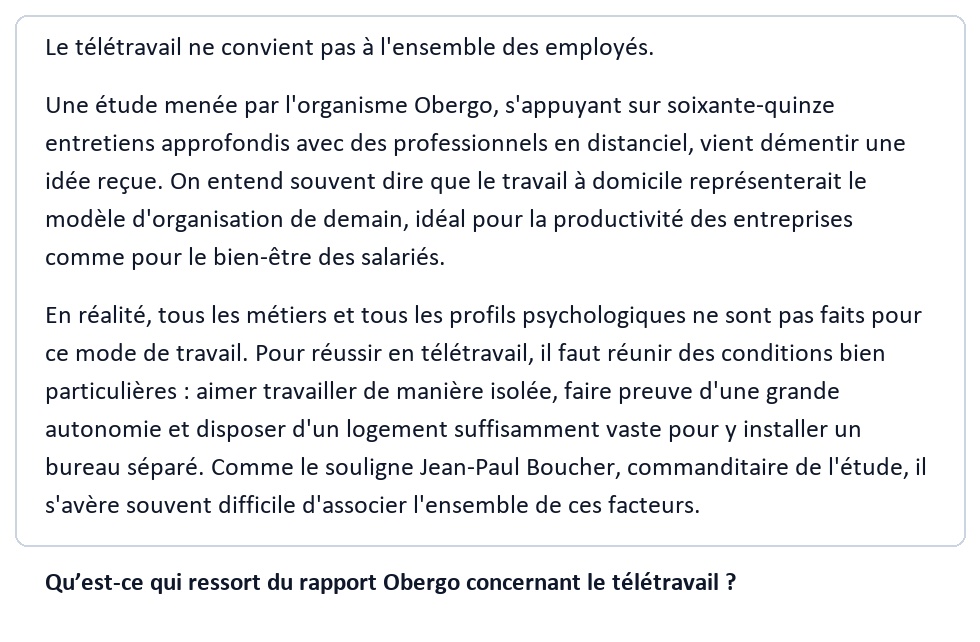 Le télétravail ne convient pas à l'ensemble des employés.
Une étude menée par l'organisme Obergo, s'appuyant sur soixante-quinze
entretiens approfondis avec des professionnels en distanciel, vient démentir une
idée reçue. On entend souvent dire que le travail à domicile représenterait le
modèle d'organisation de demain, idéal pour la productivité des entreprises
comme pour le bien-être des salariés.
En réalité, tous les métiers et tous les profils psychologiques ne sont pas faits pour
ce mode de travail. Pour réussir en télétravail, il faut réunir des conditions bien
particulières : aimer travailler de manière isolée, faire preuve d'une grande
autonomie et disposer d'un logement suffisamment vaste pour y installer un
bureau séparé. Comme le souligne Jean-Paul Boucher, commanditaire de l'étude, il
s'avère souvent difficile d'associer l'ensemble de ces facteurs.
Qu’est-ce qui ressort du rapport Obergo concernant le télétravail ?